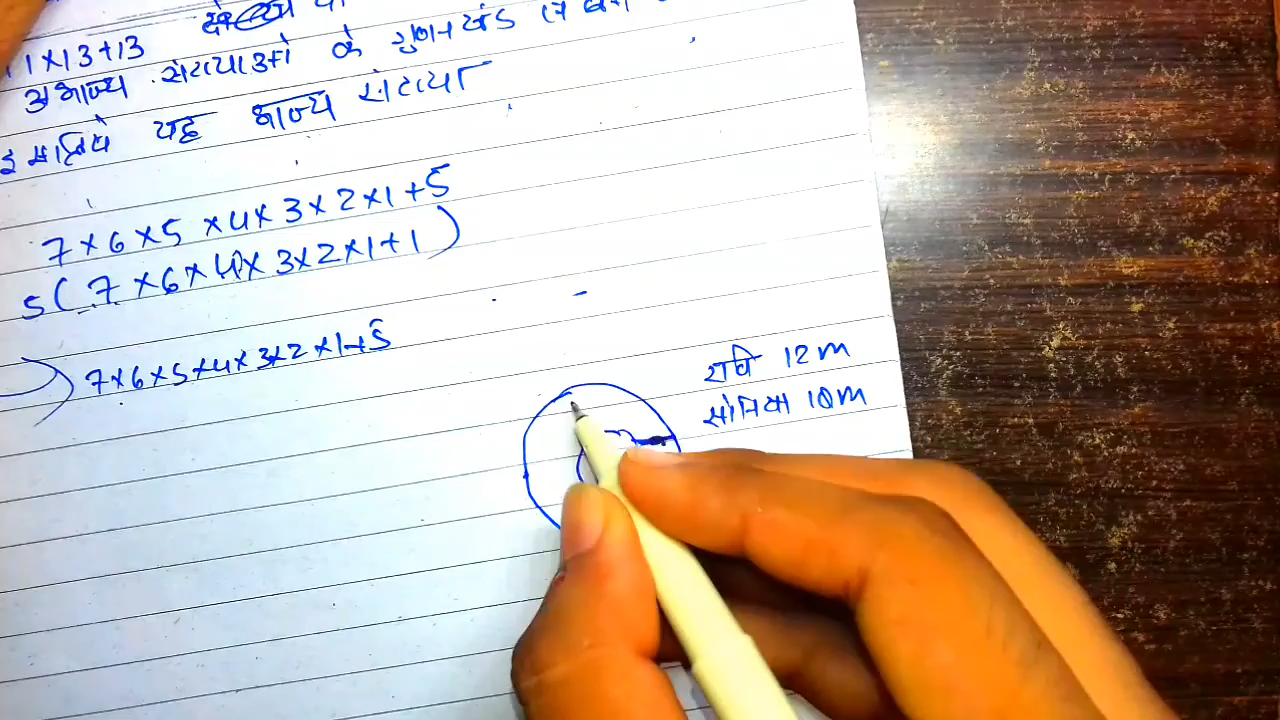 11×13+13
अभाज्य संख्याओं के गुणनखंड
इसलिये यह भाज्य संख्या
7×6×5×4×3×2×1+5
5(7×6×4×3×2×1+1)
7×6×5×4×3×2×1+5
रवि 12m
सोनिया 10m